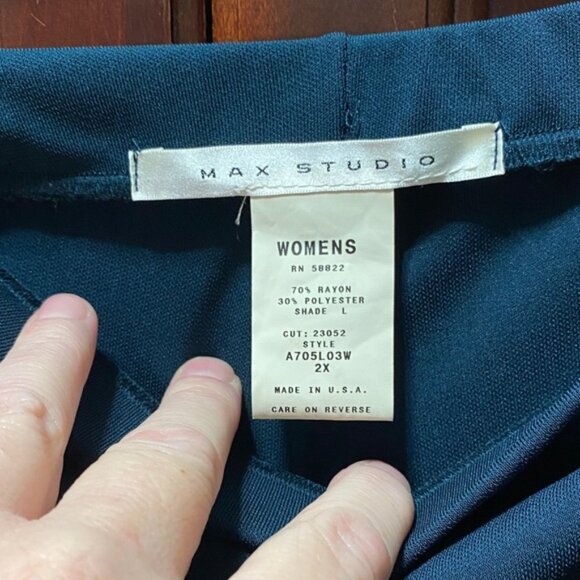 MAX STUDIO
WOMENS
RN 58822
70% RAYON
30% POLYESTER
SHADE L
CUT: 23052
STYLE
A705L03W
2X
MADE IN U.S.A.
CARE ON REVERSE